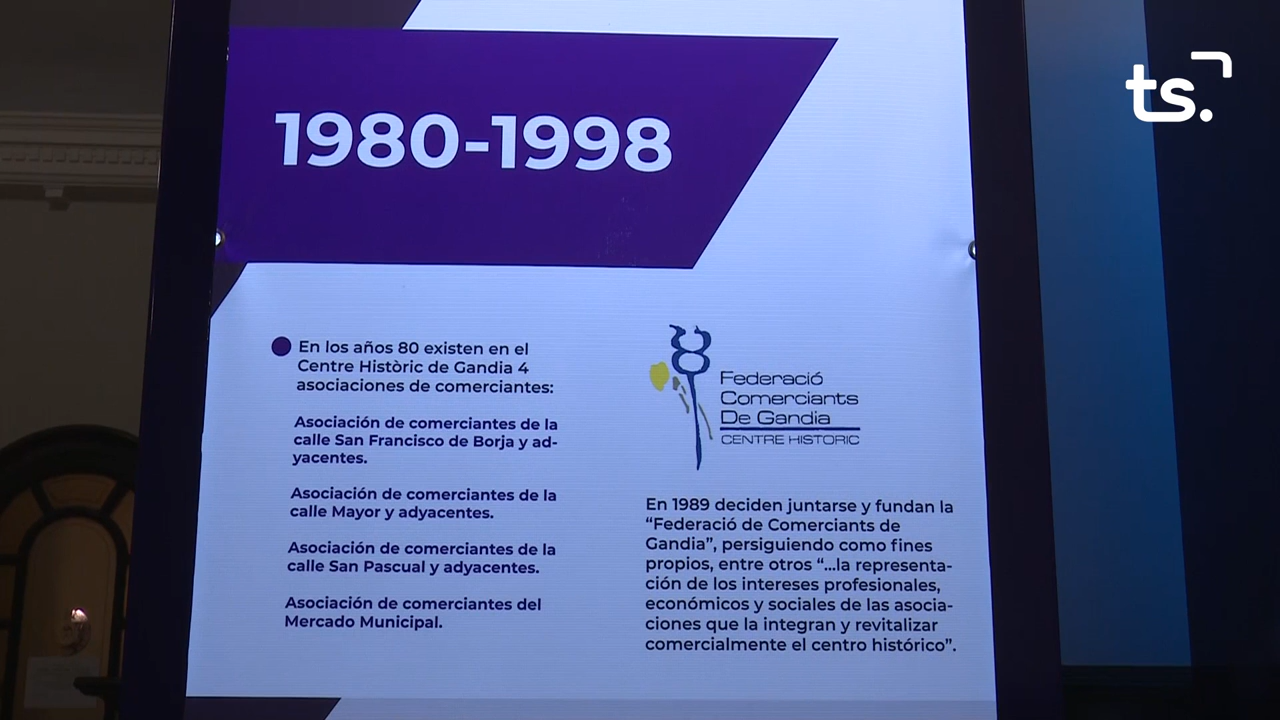 ts.
1980-1998
En los años 80 existen en el
Centre Històric de Gandia 4
asociaciones de comerciantes:
Asociación de comerciantes de la
calle San Francisco de Borja y ad-
yacentes.
Asociación de comerciantes de la
calle Mayor y adyacentes.
Asociación de comerciantes de la
calle San Pascual y adyacentes.
Asociación de comerciantes del
Mercado Municipal.
Federació
Comerciants
De Gandia
CENTRE HISTORIC
En 1989 deciden juntarse y fundan la
“Federació de Comerciants de
Gandia”, persiguiendo como fines
propios, entre otros “...la representa-
ción de los intereses profesionales,
económicos y sociales de las asocia-
ciones que la integran y revitalizar
comercialmente el centro histórico”.